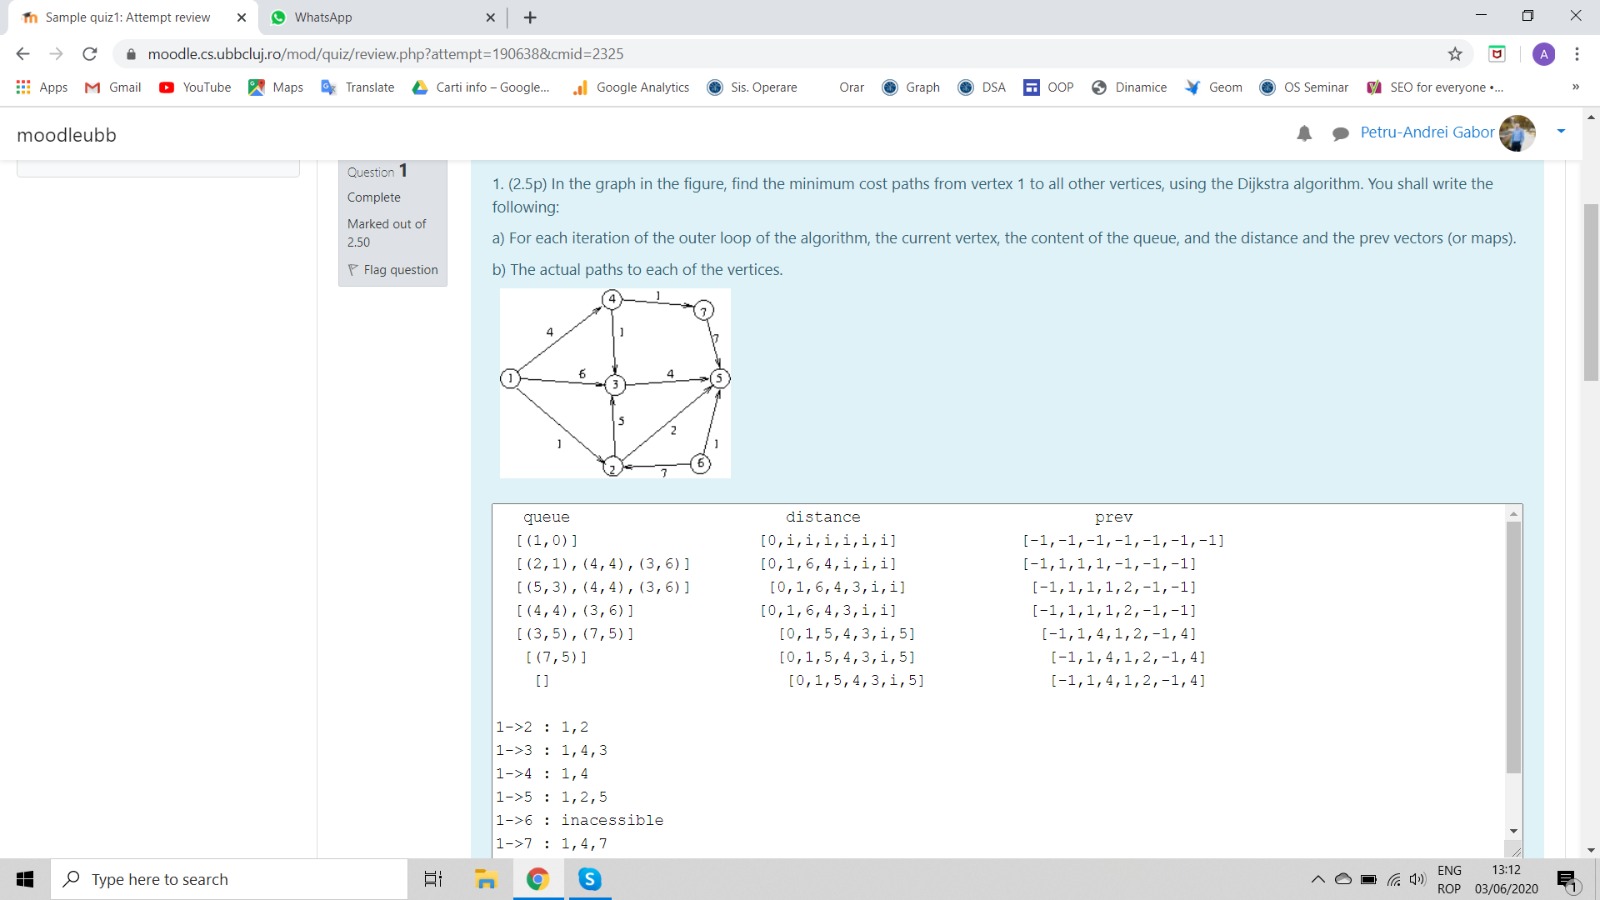 Sample quiz1: Attempt review
WhatsApp
moodle.cs.ubbcluj.ro/mod/quiz/review.php?attempt=190638&cmid=2325
A
Apps Gmail YouTube Maps Translate Carti info – Google... Google Analytics Sis. Operare Orar Graph DSA OOP Dinamice Geom OS Seminar SEO for everyone •... »
moodleubb
Petru-Andrei Gabor
Question 1
Complete
Marked out of
2.50
Flag question
1. (2.5p) In the graph in the figure, find the minimum cost paths from vertex 1 to all other vertices, using the Dijkstra algorithm. You shall write the
following:
a) For each iteration of the outer loop of the algorithm, the current vertex, the content of the queue, and the distance and the prev vectors (or maps).
b) The actual paths to each of the vertices.
4 1 7
4 1 7
1 6 3 4 5
5
1 2 1
2 7 6
queue distance prev
[(1,0)] [0,i,i,i,i,i,i] [-1,-1,-1,-1,-1,-1,-1]
[(2,1),(4,4),(3,6)] [0,1,6,4,i,i,i] [-1,1,1,1,-1,-1,-1]
[(5,3),(4,4),(3,6)] [0,1,6,4,3,i,i] [-1,1,1,1,2,-1,-1]
[(4,4),(3,6)] [0,1,6,4,3,i,i] [-1,1,1,1,2,-1,-1]
[(3,5),(7,5)] [0,1,5,4,3,i,5] [-1,1,4,1,2,-1,4]
[(7,5)] [0,1,5,4,3,i,5] [-1,1,4,1,2,-1,4]
[] [0,1,5,4,3,i,5] [-1,1,4,1,2,-1,4]
1->2 : 1,2
1->3 : 1,4,3
1->4 : 1,4
1->5 : 1,2,5
1->6 : inacessible
1->7 : 1,4,7
Type here to search
S
ENG
ROP
13:12
03/06/2020
1